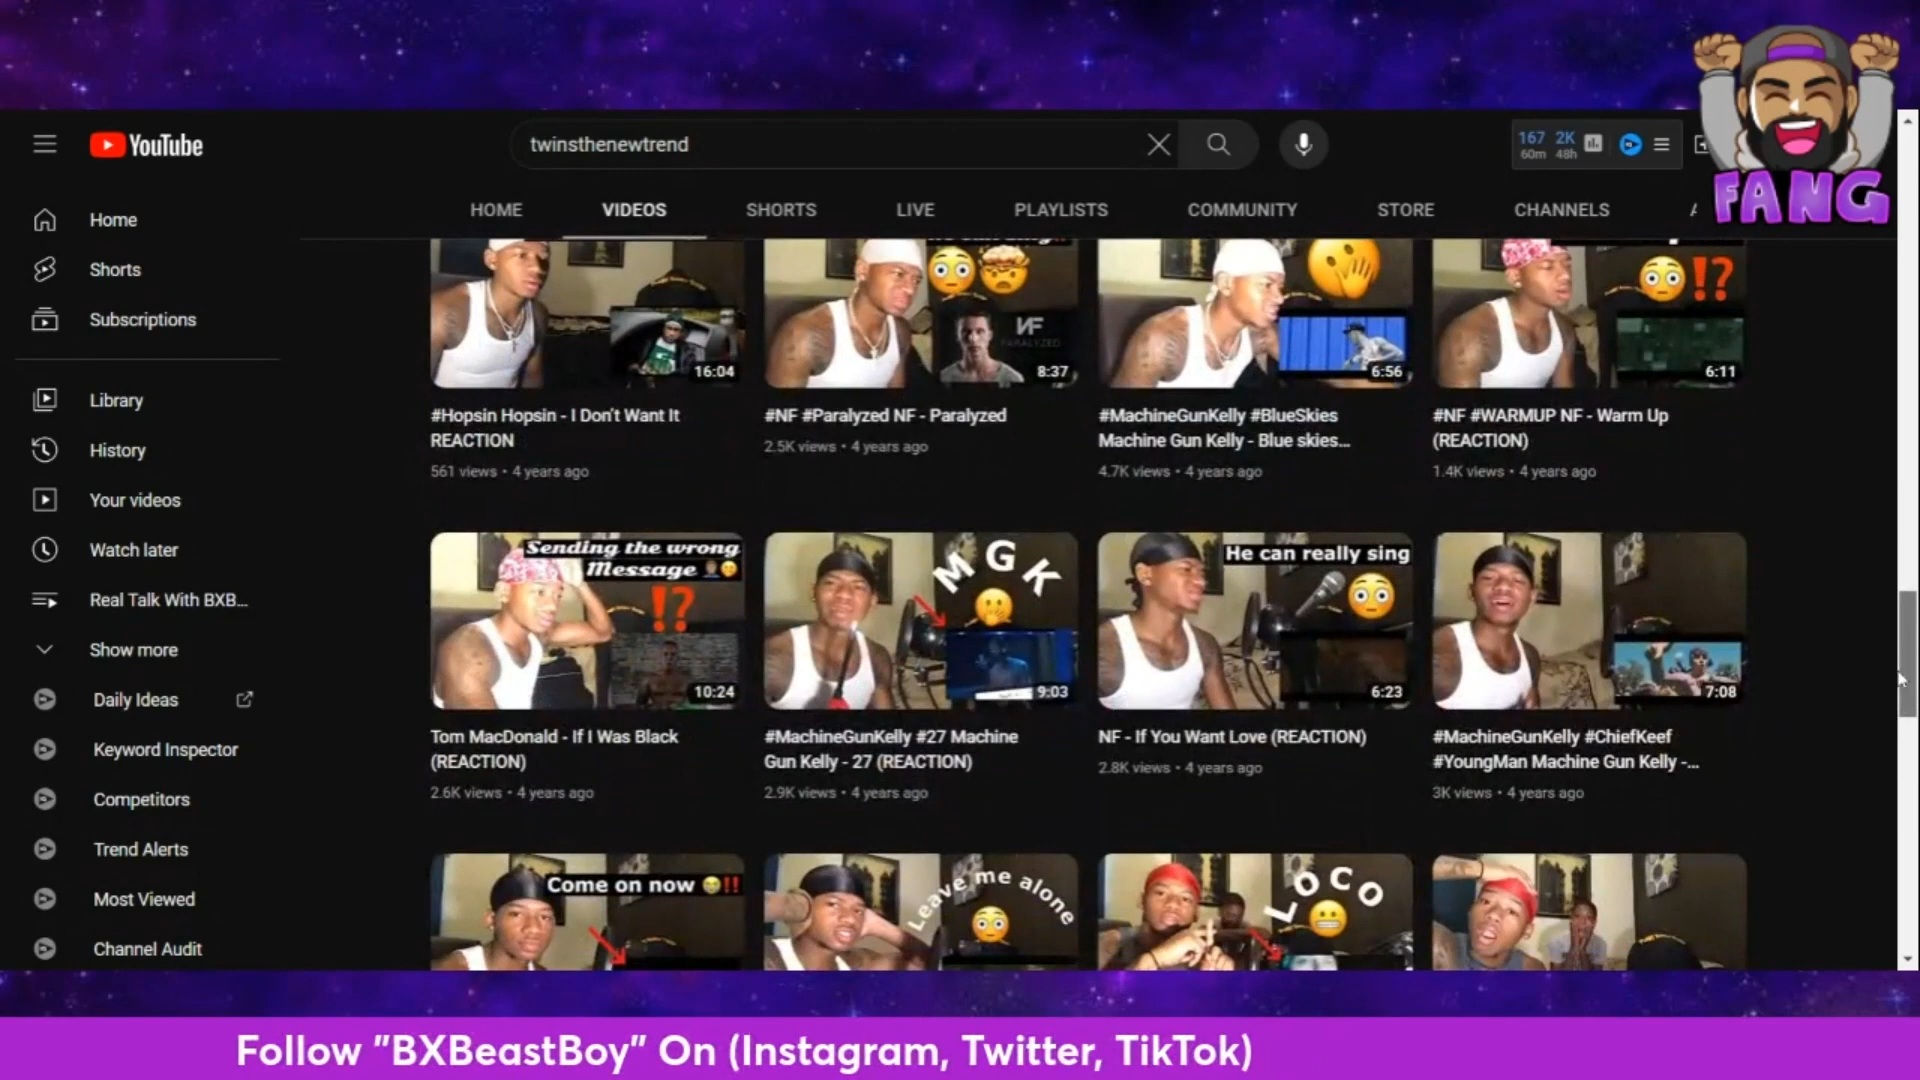 YouTube
twinsthenewtrend
167 2K
60m 48h
FANG
HOME VIDEOS SHORTS LIVE PLAYLISTS COMMUNITY STORE CHANNELS
Home
Shorts
Subscriptions
Library
History
Your videos
Watch later
Real Talk With BXB...
Show more
Daily Ideas
Keyword Inspector
Competitors
Trend Alerts
Most Viewed
Channel Audit
16:04
NF
PARALYZED
8:37
6:56
6:11
#Hopsin Hopsin - I Don't Want It
REACTION
561 views • 4 years ago
#NF #Paralyzed NF - Paralyzed
2.5K views • 4 years ago
#MachineGunKelly #BlueSkies
Machine Gun Kelly - Blue skies...
4.7K views • 4 years ago
#NF #WARMUP NF - Warm Up
(REACTION)
1.4K views • 4 years ago
Sending the wrong
Message
⁉️
10:24
MGK
9:03
He can really sing
6:23
7:08
Tom MacDonald - If I Was Black
(REACTION)
2.6K views • 4 years ago
#MachineGunKelly #27 Machine
Gun Kelly - 27 (REACTION)
2.9K views • 4 years ago
NF - If You Want Love (REACTION)
2.8K views • 4 years ago
#MachineGunKelly #ChiefKeef
#YoungMan Machine Gun Kelly -...
3K views • 4 years ago
Come on now 😂‼️
Leave me alone
LOCO
Follow "BXBeastBoy" On (Instagram, Twitter, TikTok)